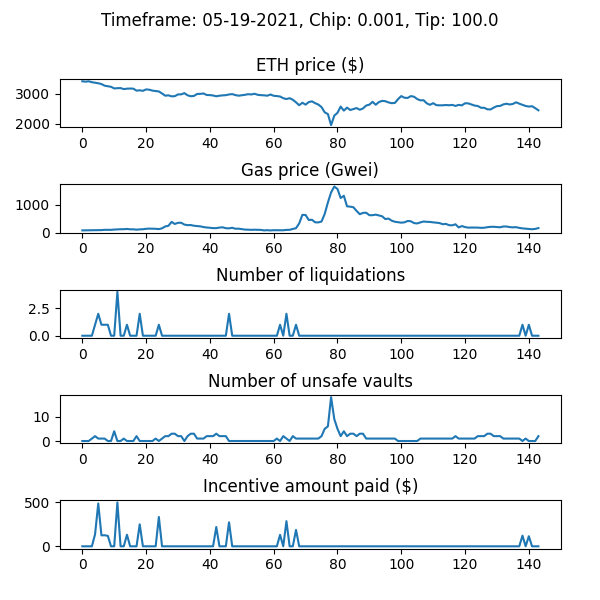 Timeframe: 05-19-2021, Chip: 0.001, Tip: 100.0
ETH price ($)
3000
2000
0 20 40 60 80 100 120 140
Gas price (Gwei)
1000
0
0 20 40 60 80 100 120 140
Number of liquidations
2.5
0.0
0 20 40 60 80 100 120 140
Number of unsafe vaults
10
0
0 20 40 60 80 100 120 140
Incentive amount paid ($)
500
0
0 20 40 60 80 100 120 140